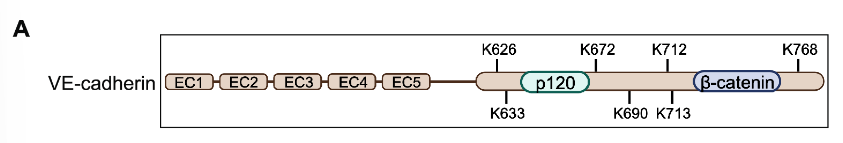 A
K626 K672 K712 K768
VE-cadherin EC1 EC2 EC3 EC4 EC5 p120 β-catenin
K633 K690 K713